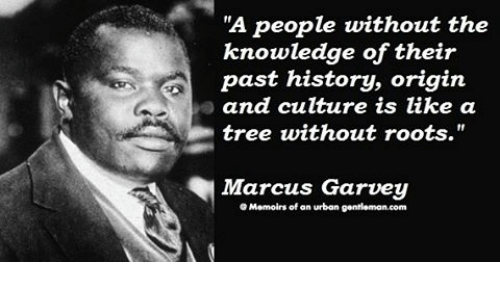 "A people without the
knowledge of their
past history, origin
and culture is like a
tree without roots."
Marcus Garvey
@ Memoirs of an urban gentleman.com